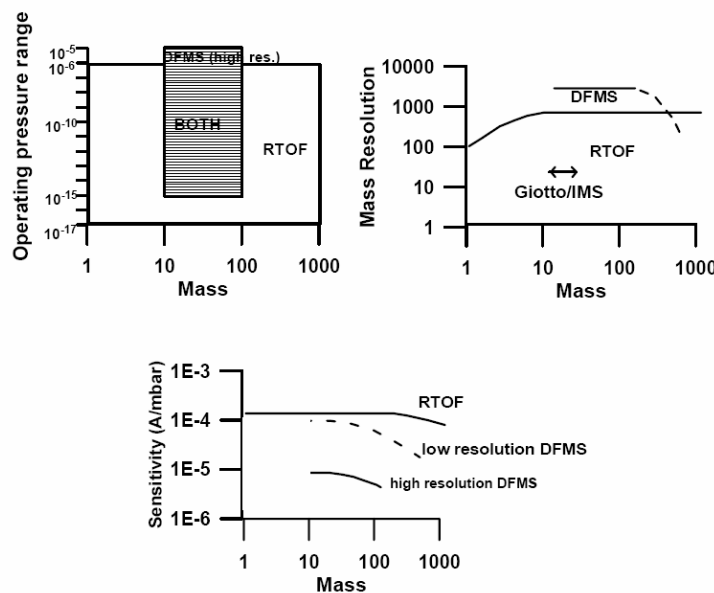 Operating pressure range
10-5
10-6
10-10
10-15
10-17
DFMS (high res.)
BOTH
RTOF
1 10 100 1000
Mass
Mass Resolution
10000
1000
100
10
1
DFMS
RTOF
Giotto/IMS
1 10 100 1000
Mass
Sensitivity (A/mbar)
1E-3
1E-4
1E-5
1E-6
RTOF
low resolution DFMS
high resolution DFMS
1 10 100 1000
Mass